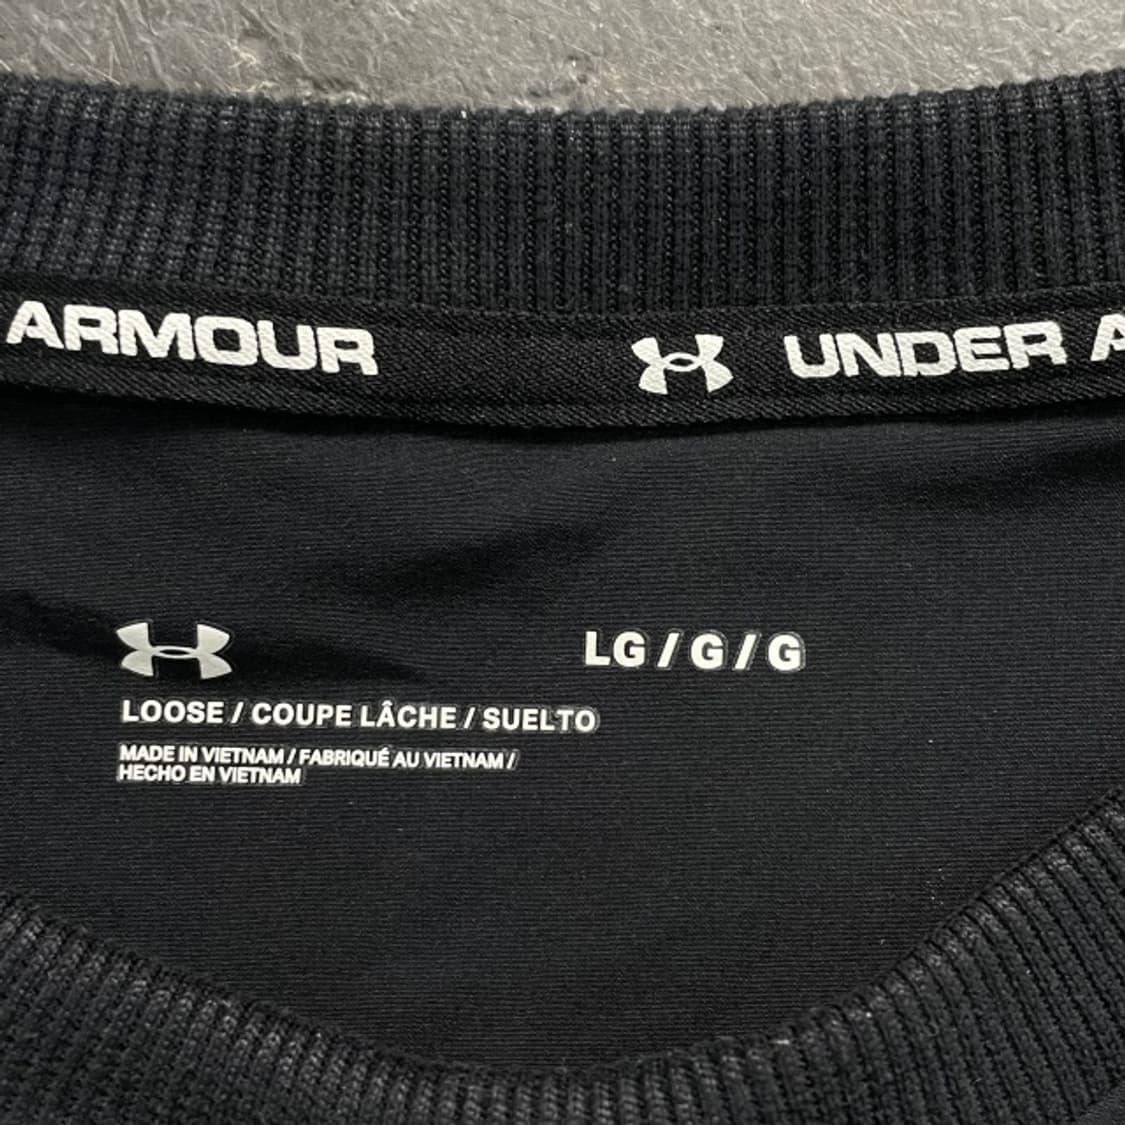 ARMOUR UNDER A
LG / G / G
LOOSE / COUPE LÂCHE / SUELTO
MADE IN VIETNAM / FABRIQUÉ AU VIETNAM /
HECHO EN VIETNAM